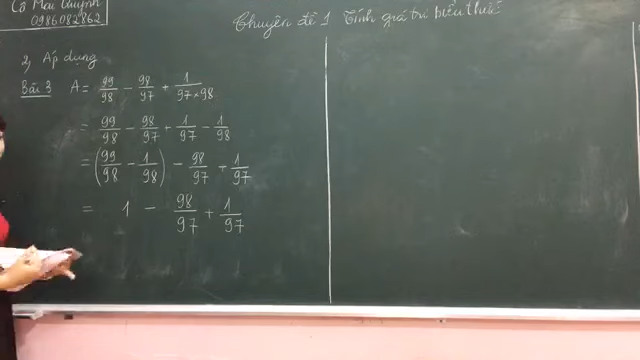 Cô Mai Quỳnh
0986082862
Chuyên đề 1 Tính giá trị biểu thức
2, Áp dụng
Bài 3 A = 99/98 - 98/97 + 1/97×98
= 99/98 - 98/97 + 1/97 - 1/98
= (99/98 - 1/98) - 98/97 + 1/97
= 1 - 98/97 + 1/97